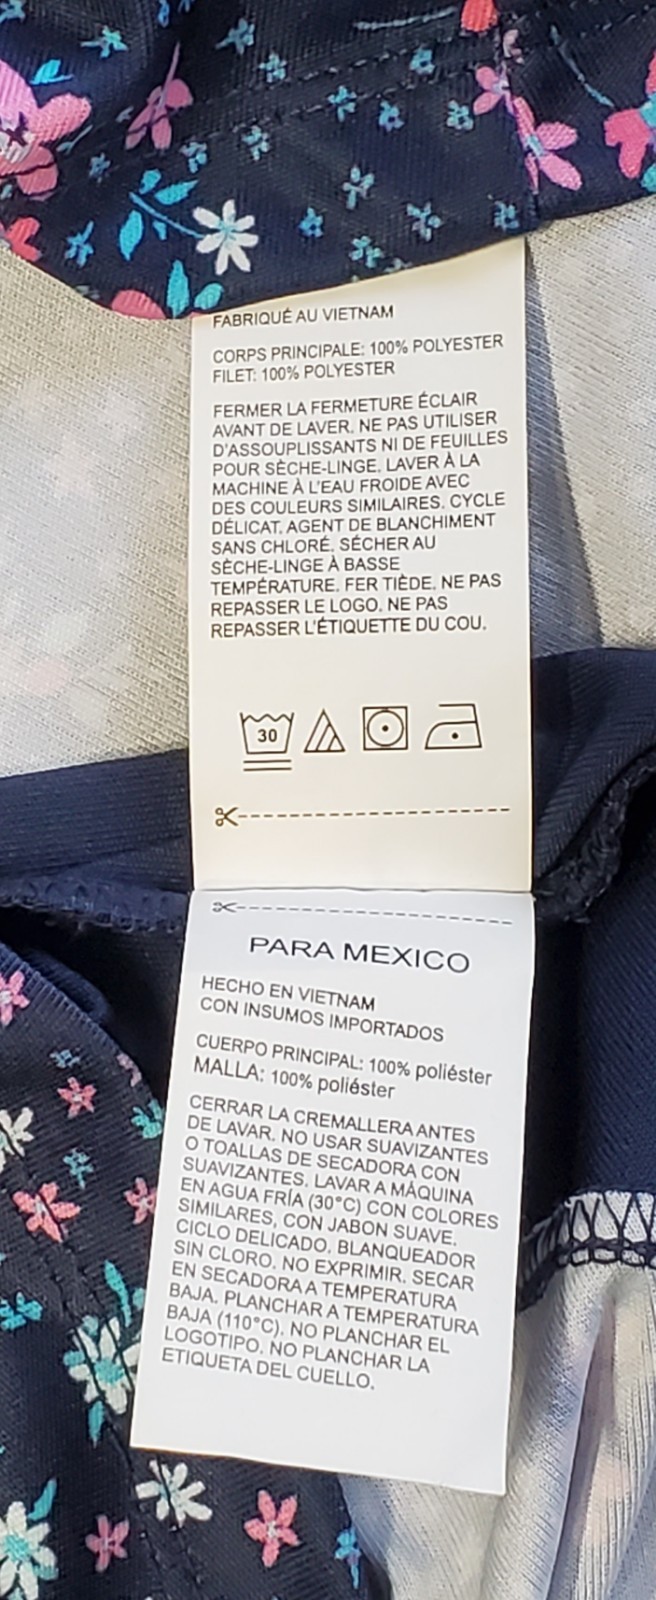 FABRIQUÉ AU VIETNAM
CORPS PRINCIPALE: 100% POLYESTER
FILET: 100% POLYESTER
FERMER LA FERMETURE ÉCLAIR
AVANT DE LAVER. NE PAS UTILISER
D'ASSOUPLISSANTS NI DE FEUILLES
POUR SÈCHE-LINGE. LAVER À LA
MACHINE À L'EAU FROIDE AVEC
DES COULEURS SIMILAIRES. CYCLE
DÉLICAT. AGENT DE BLANCHIMENT
SANS CHLORÉ. SÉCHER AU
SÈCHE-LINGE À BASSE
TEMPÉRATURE. FER TIÈDE. NE PAS
REPASSER LE LOGO. NE PAS
REPASSER L'ÉTIQUETTE DU COU.
30
PARA MEXICO
HECHO EN VIETNAM
CON INSUMOS IMPORTADOS
CUERPO PRINCIPAL: 100% poliéster
MALLA: 100% poliéster
CERRAR LA CREMALLERA ANTES
DE LAVAR. NO USAR SUAVIZANTES
O TOALLAS DE SECADORA CON
SUAVIZANTES. LAVAR A MÁQUINA
EN AGUA FRÍA (30°C) CON COLORES
SIMILARES, CON JABON SUAVE.
CICLO DELICADO. BLANQUEADOR
SIN CLORO. NO EXPRIMIR. SECAR
EN SECADORA A TEMPERATURA
BAJA. PLANCHAR A TEMPERATURA
BAJA (110°C). NO PLANCHAR EL
LOGOTIPO. NO PLANCHAR LA
ETIQUETA DEL CUELLO.